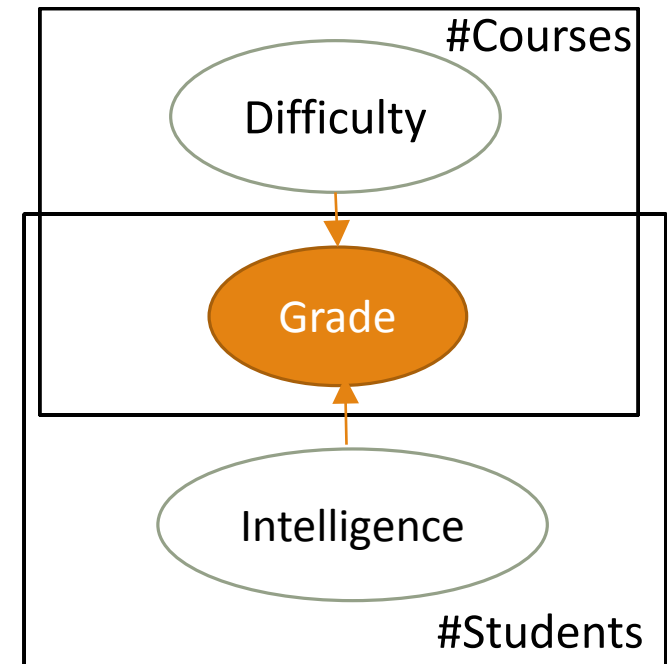 #Courses
Difficulty
Grade
Intelligence
#Students